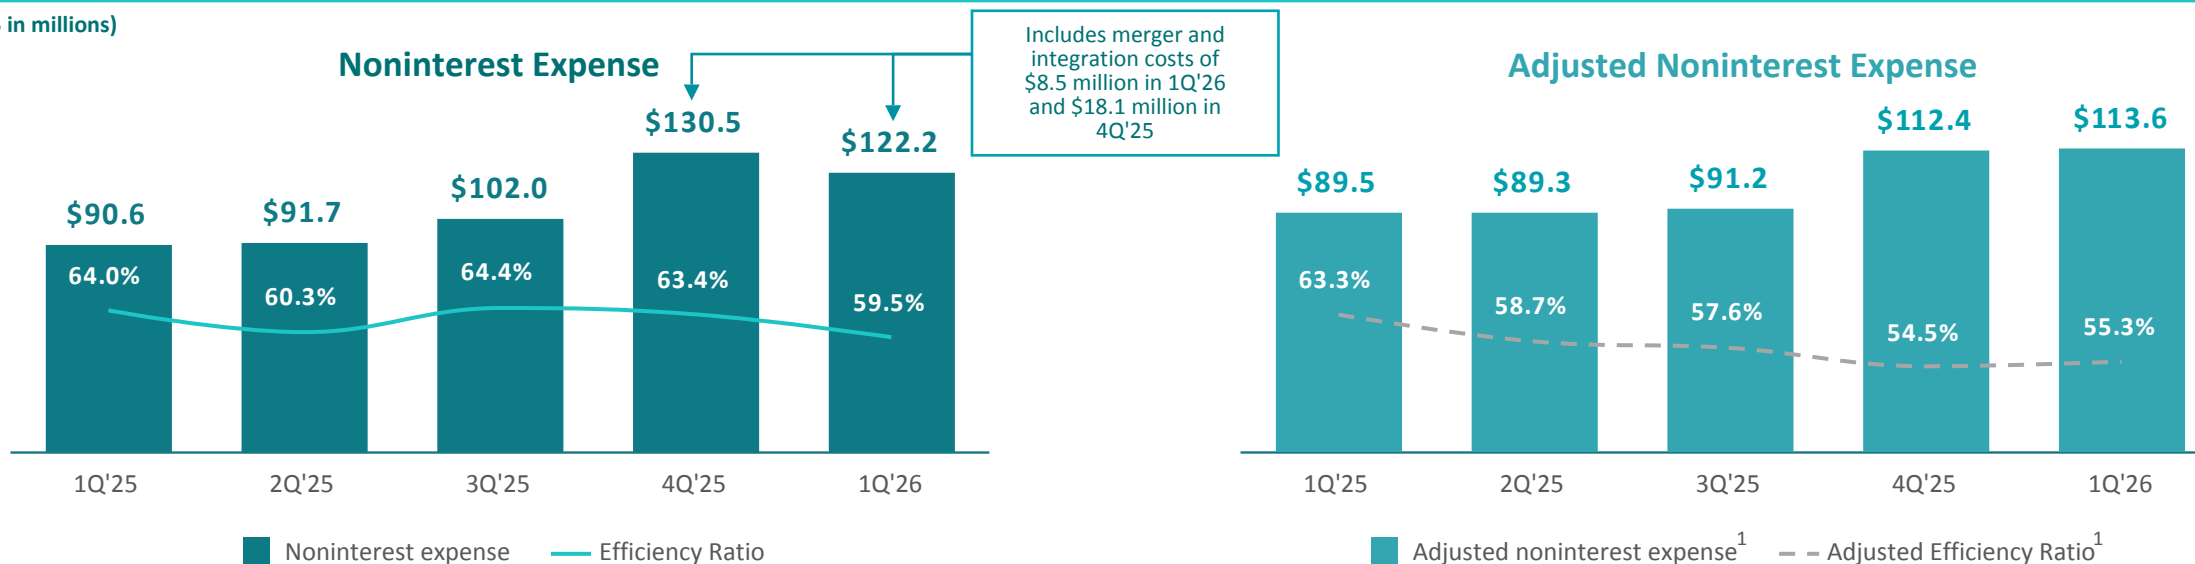 in millions)
Noninterest Expense
Includes merger and
integration costs of
$8.5 million in 1Q'26
and $18.1 million in
4Q'25
$90.6
$91.7
$102.0
$130.5
$122.2
64.0%
60.3%
64.4%
63.4%
59.5%
1Q'25
2Q'25
3Q'25
4Q'25
1Q'26
Noninterest expense
Efficiency Ratio
Adjusted Noninterest Expense
$89.5
$89.3
$91.2
$112.4
$113.6
63.3%
58.7%
57.6%
54.5%
55.3%
1Q'25
2Q'25
3Q'25
4Q'25
1Q'26
Adjusted noninterest expense1
Adjusted Efficiency Ratio1